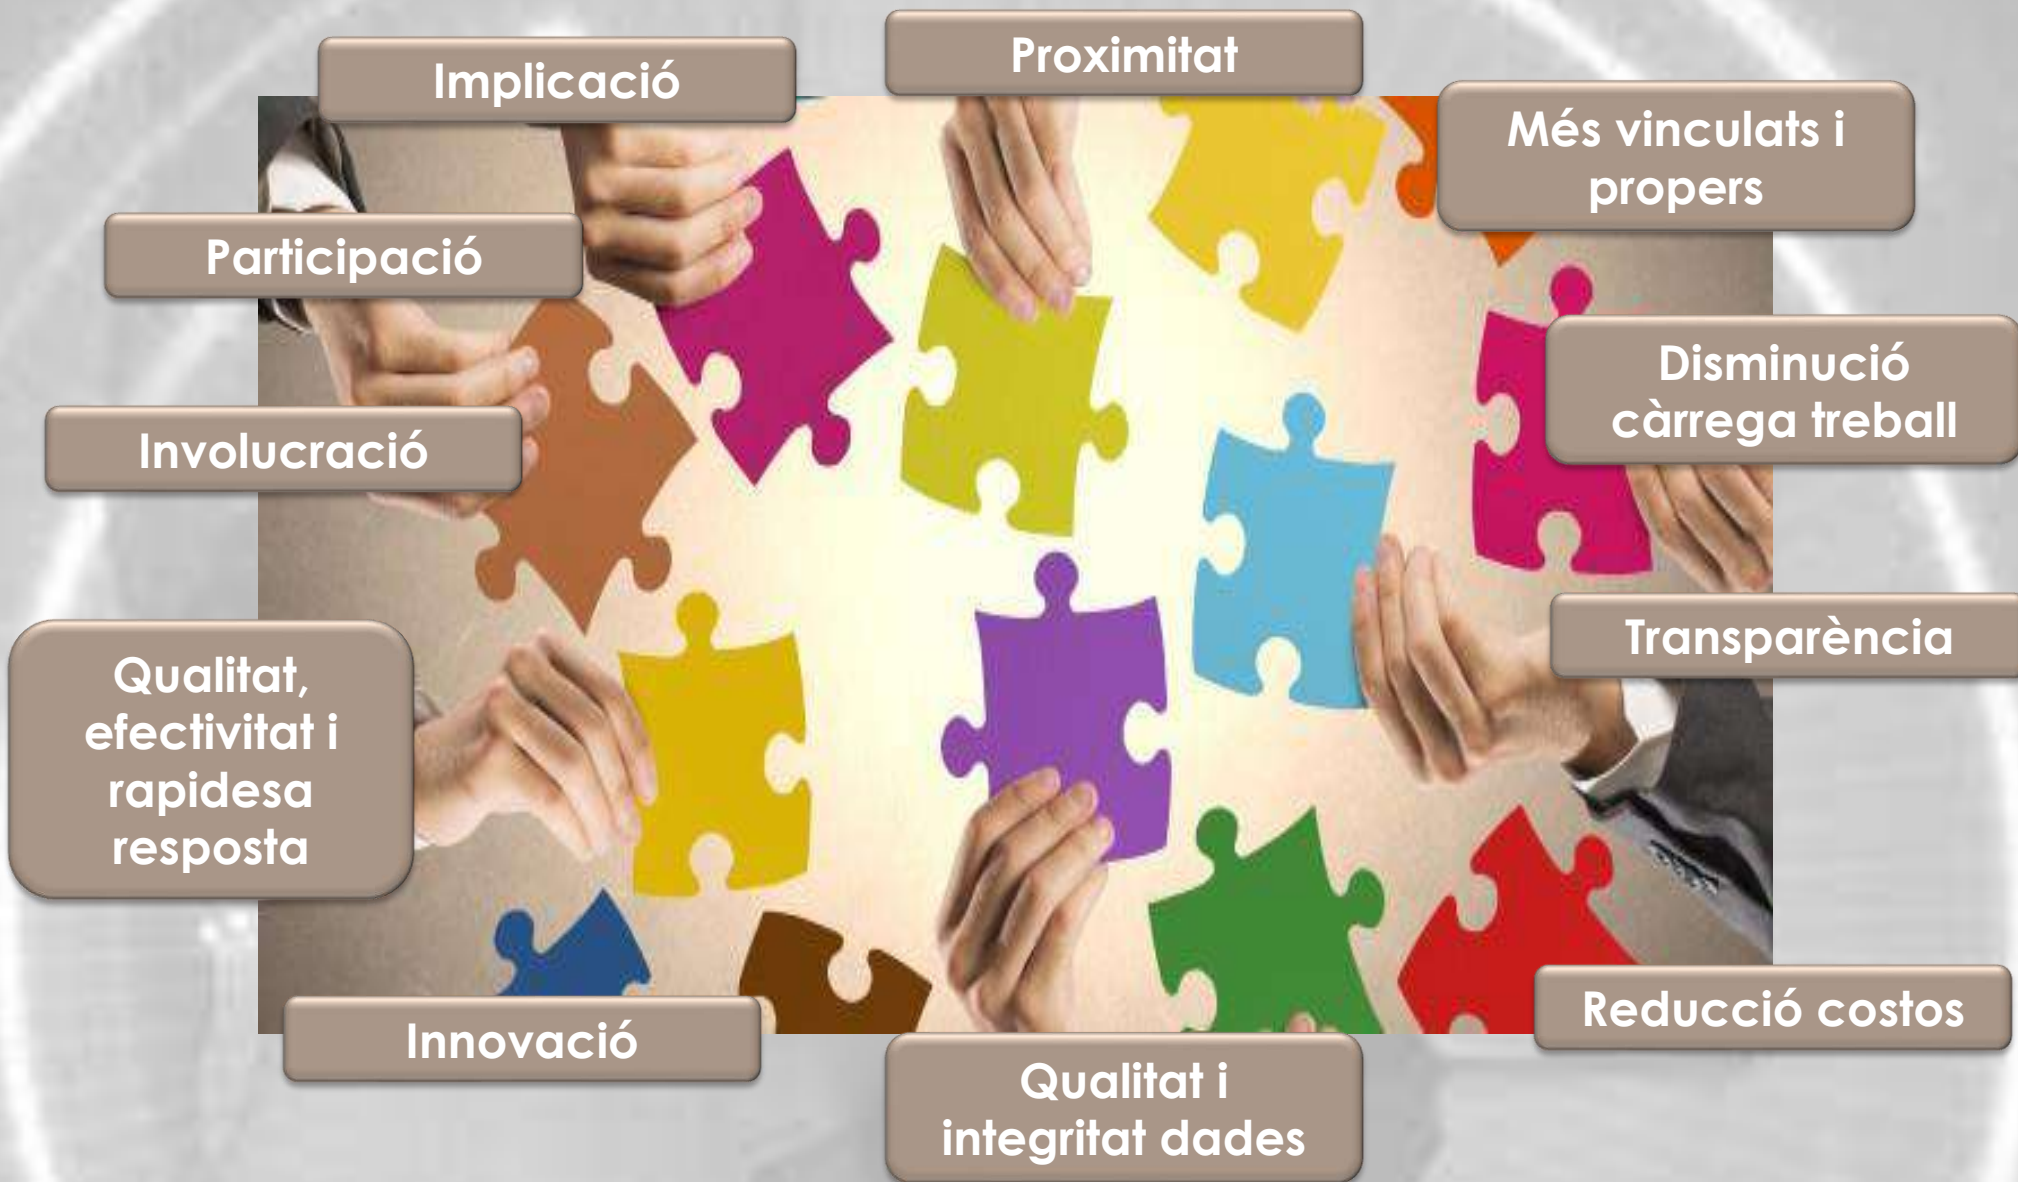 Implicació
Proximitat
Més vinculats i
propers
Participació
Disminució
càrrega treball
Involucració
Transparència
Qualitat,
efectivitat i
rapidesa
resposta
Reducció costos
Innovació
Qualitat i
integritat dades